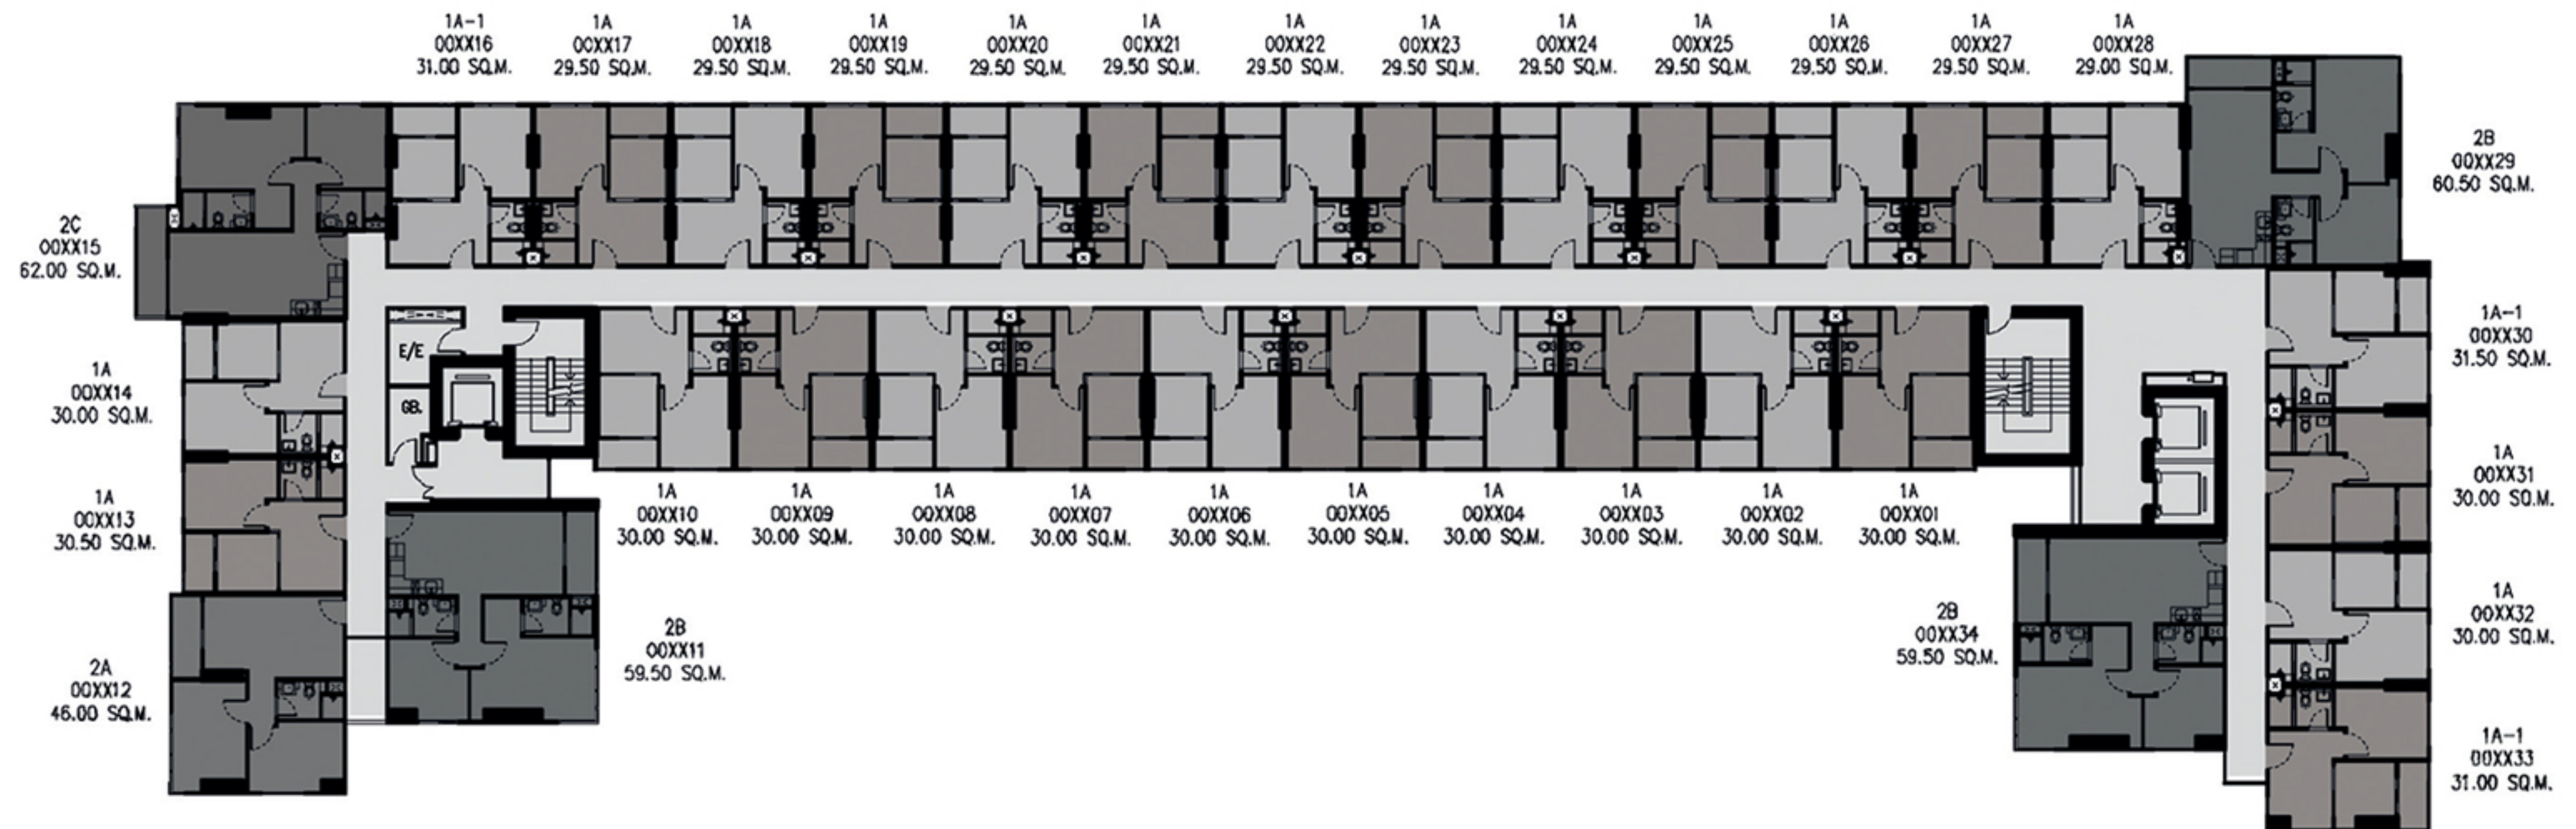 1A-1
00XX16
31.00 SQ.M.
1A
00XX17
29.50 SQ.M.
1A
00XX18
29.50 SQ.M.
1A
00XX19
29.50 SQ.M.
1A
00XX20
29.50 SQ.M.
1A
00XX21
29.50 SQ.M.
1A
00XX22
29.50 SQ.M.
1A
00XX23
29.50 SQ.M.
1A
00XX24
29.50 SQ.M.
1A
00XX25
29.50 SQ.M.
1A
00XX26
29.50 SQ.M.
1A
00XX27
29.50 SQ.M.
1A
00XX28
29.00 SQ.M.
2B
00XX29
60.50 SQ.M.
2C
00XX15
62.00 SQ.M.
1A-1
00XX30
31.50 SQ.M.
E/E
1A
00XX14
30.00 SQ.M.
GB.
1A
00XX31
30.00 SQ.M.
1A
00XX13
30.50 SQ.M.
1A
00XX10
30.00 SQ.M.
1A
00XX09
30.00 SQ.M.
1A
00XX08
30.00 SQ.M.
1A
00XX07
30.00 SQ.M.
1A
00XX06
30.00 SQ.M.
1A
00XX05
30.00 SQ.M.
1A
00XX04
30.00 SQ.M.
1A
00XX03
30.00 SQ.M.
1A
00XX02
30.00 SQ.M.
1A
00XX01
30.00 SQ.M.
1A
00XX32
30.00 SQ.M.
2B
00XX11
59.50 SQ.M.
2B
00XX34
59.50 SQ.M.
2A
00XX12
46.00 SQ.M.
1A-1
00XX33
31.00 SQ.M.